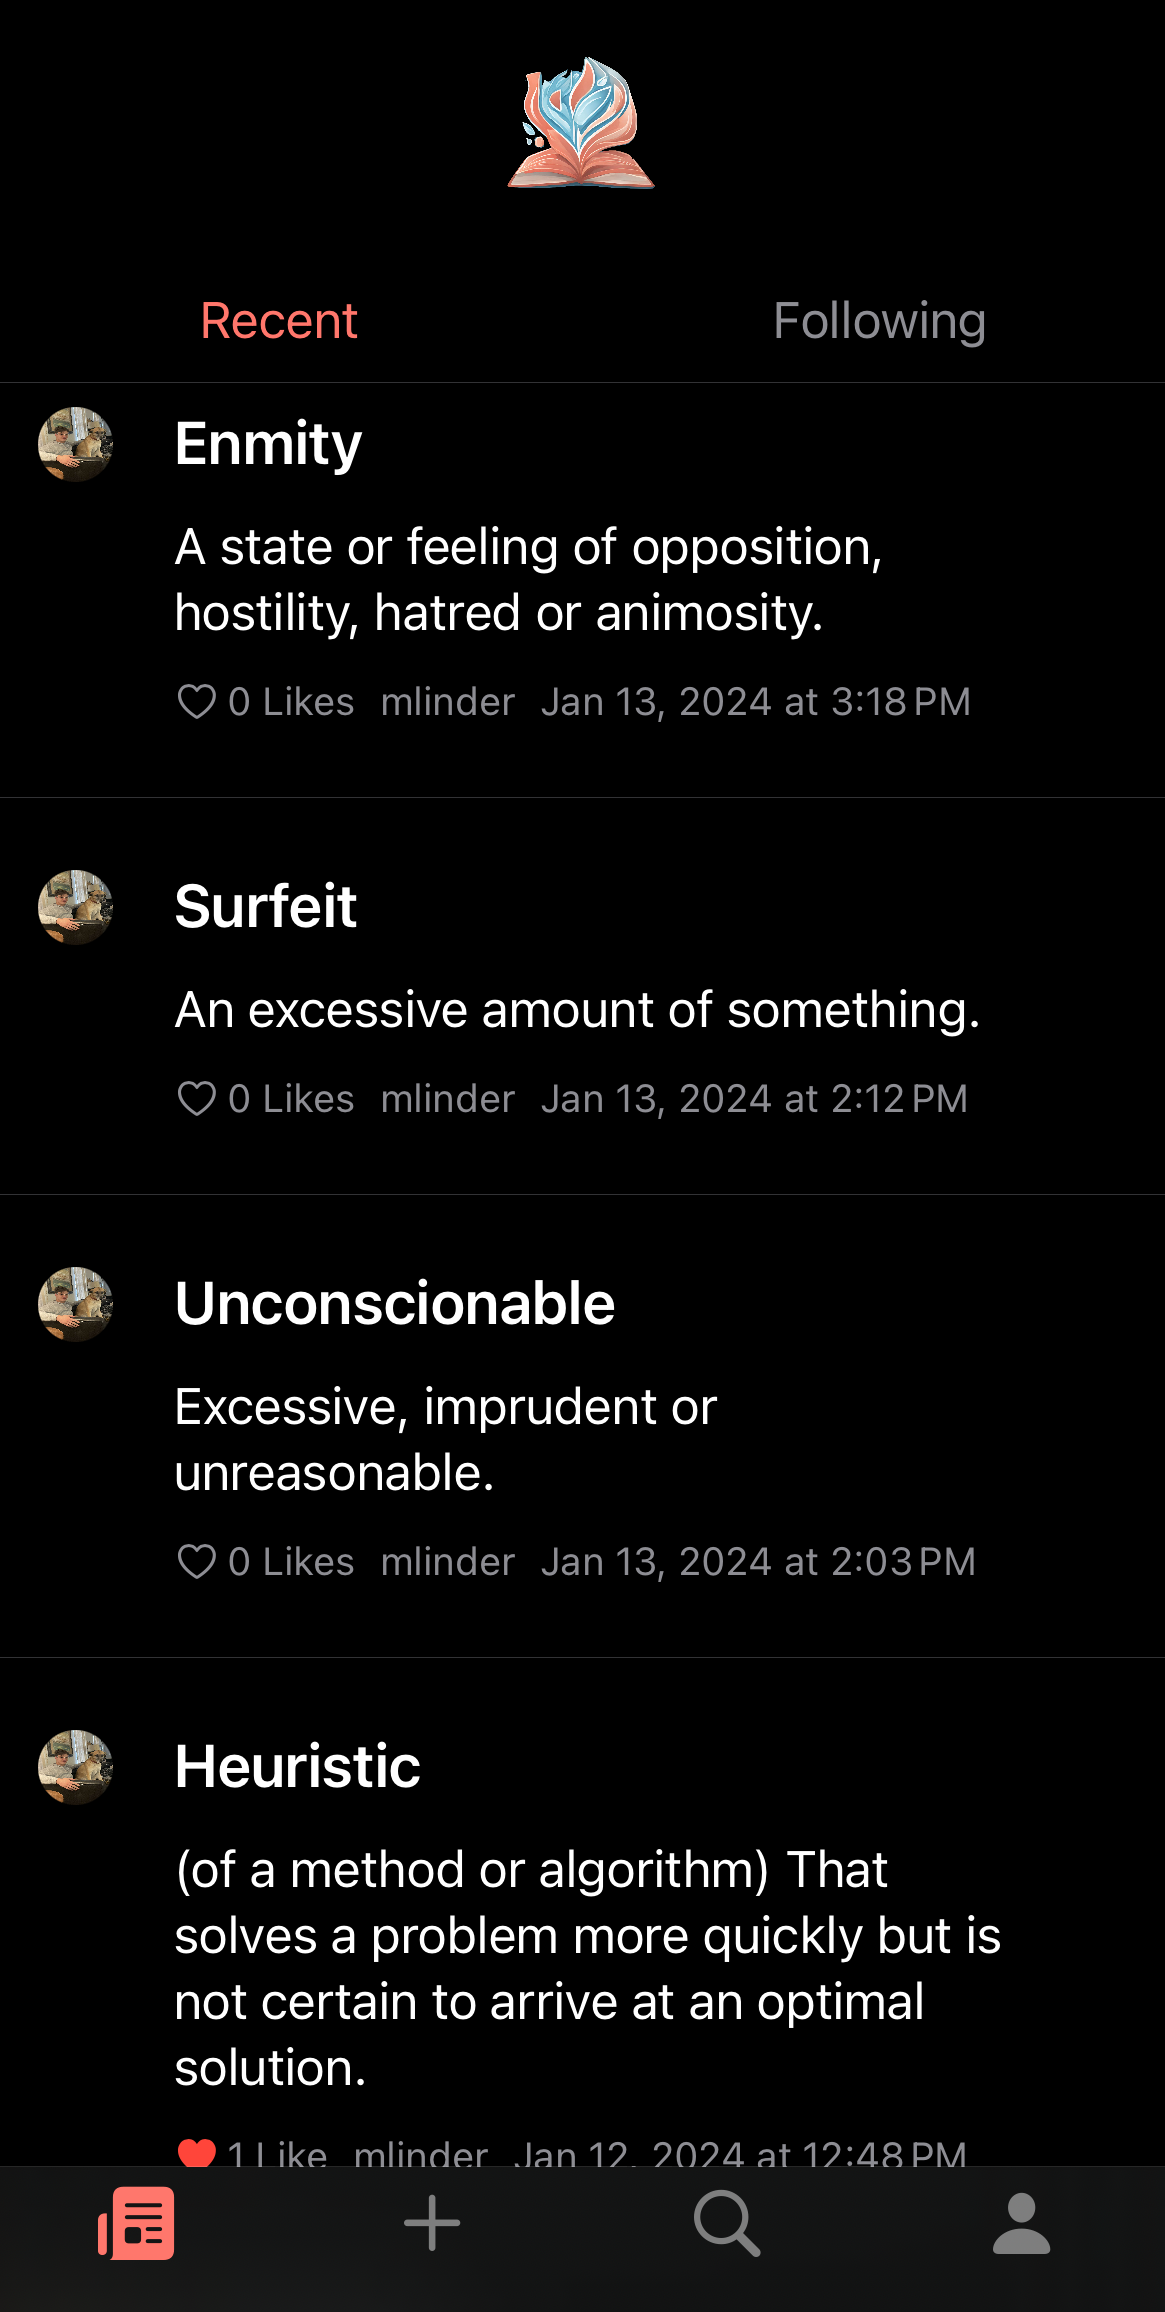 Recent
Following
Enmity
A state or feeling of opposition,
hostility, hatred or animosity.
0 Likes mlinder Jan 13, 2024 at 3:18 PM
Surfeit
An excessive amount of something.
0 Likes mlinder Jan 13, 2024 at 2:12 PM
Unconscionable
Excessive, imprudent or
unreasonable.
0 Likes mlinder Jan 13, 2024 at 2:03 PM
Heuristic
(of a method or algorithm) That
solves a problem more quickly but is
not certain to arrive at an optimal
solution.
1 Like mlinder Jan 12, 2024 at 12:48 PM